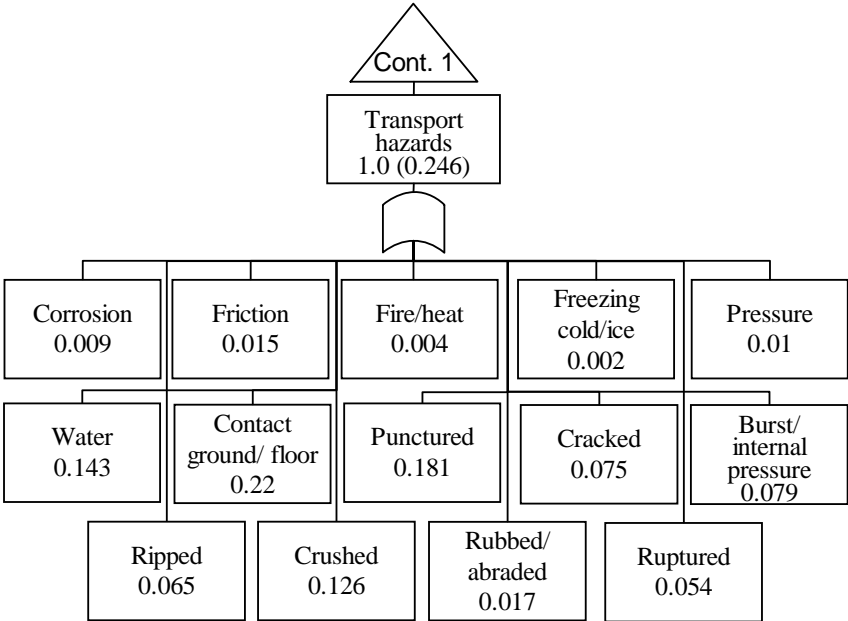 Cont. 1
Transport
hazards
1.0 (0.246)
Corrosion
0.009
Friction
0.015
Fire/heat
0.004
Freezing
cold/ice
0.002
Pressure
0.01
Water
0.143
Contact
ground/ floor
0.22
Punctured
0.181
Cracked
0.075
Burst/
internal
pressure
0.079
Ripped
0.065
Crushed
0.126
Rubbed/
abraded
0.017
Ruptured
0.054